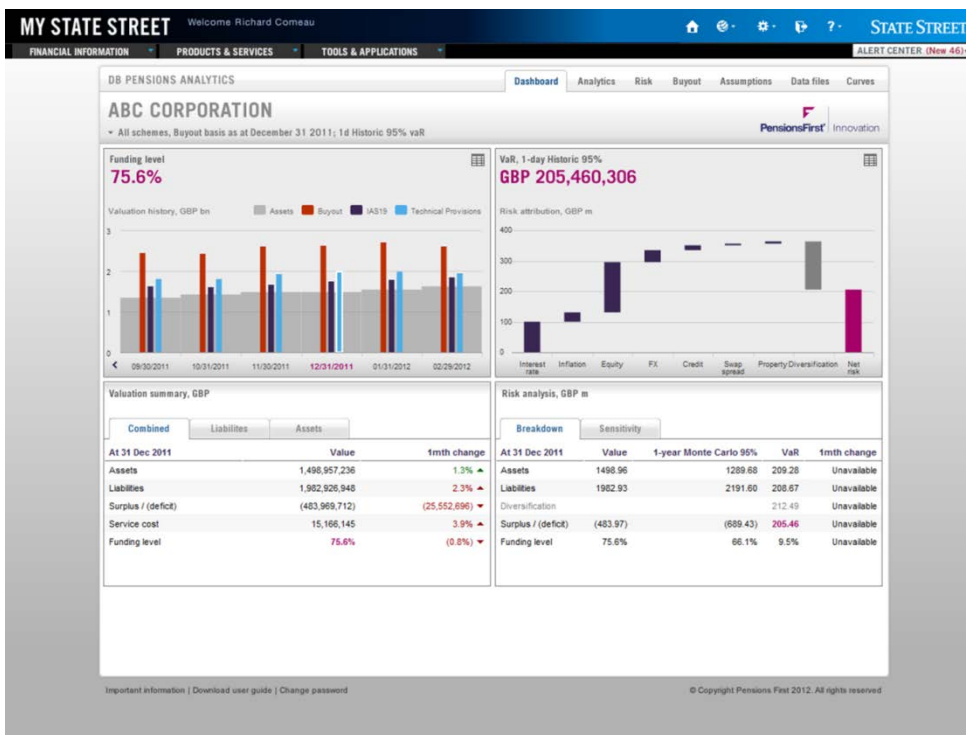 MY STATE STREET Welcome Richard Comeau ? STATE STREET
FINANCIAL INFORMATION PRODUCTS & SERVICES TOOLS & APPLICATIONS ALERT CENTER (New 46)
DB PENSIONS ANALYTICS Dashboard Analytics Risk Buyout Assumptions Data files Curves
ABC CORPORATION
All schemes, Buyout basis as at December 31 2011; 1d Historic 95% vaR
PensionsFirst Innovation
Funding level
75.6%
Valuation history, GBP bn Assets Buyout IAS19 Technical Provisions
3
2
1
0
09/30/2011 10/31/2011 11/30/2011 12/31/2011 01/31/2012 02/29/2012
VaR, 1-day Historic 95%
GBP 205,460,306
Risk attribution, GBP m
400
300
200
100
0
Interest rate Inflation Equity FX Credit Swap spread Property Diversification Net risk
Valuation summary, GBP
Combined Liabilites Assets
At 31 Dec 2011 Value 1mth change
Assets 1,498,957,236 1.3%
Liabilities 1,982,926,948 2.3%
Surplus / (deficit) (483,969,712) (25,552,696)
Service cost 15,166,145 3.9%
Funding level 75.6% (0.8%)
Risk analysis, GBP m
Breakdown Sensitivity
At 31 Dec 2011 Value 1-year Monte Carlo 95% VaR 1mth change
Assets 1498.96 1289.68 209.28 Unavailable
Liabilities 1982.93 2191.60 208.67 Unavailable
Diversification 212.49 Unavailable
Surplus / (deficit) (483.97) (689.43) 205.46 Unavailable
Funding level 75.6% 66.1% 9.5% Unavailable
Important information | Download user guide | Change password © Copyright Pensions First 2012. All rights reserved